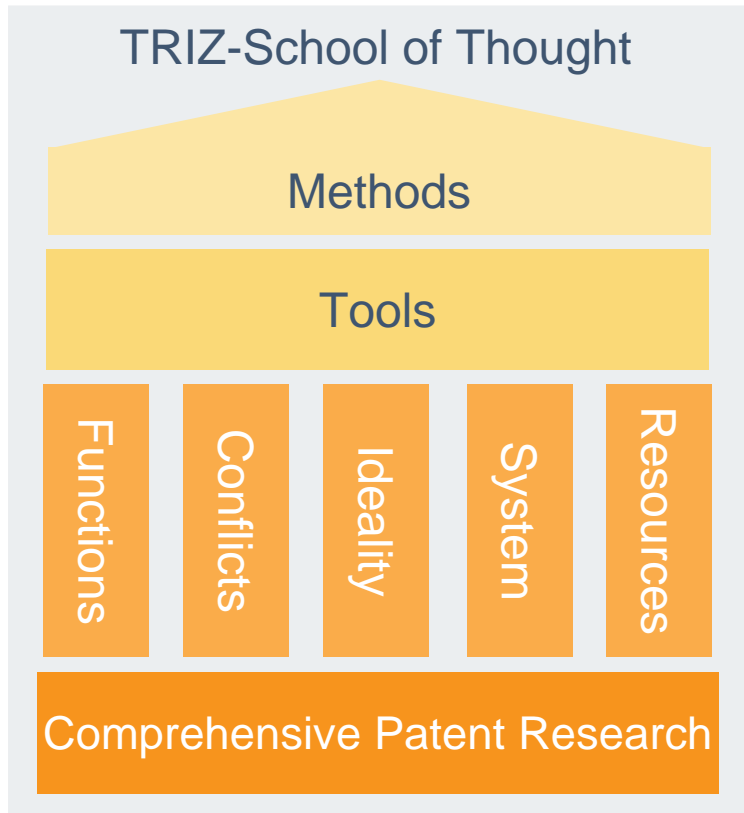 TRIZ-School of Thought
Methods
Tools
Functions
Conflicts
Ideality
System
Resources
Comprehensive Patent Research